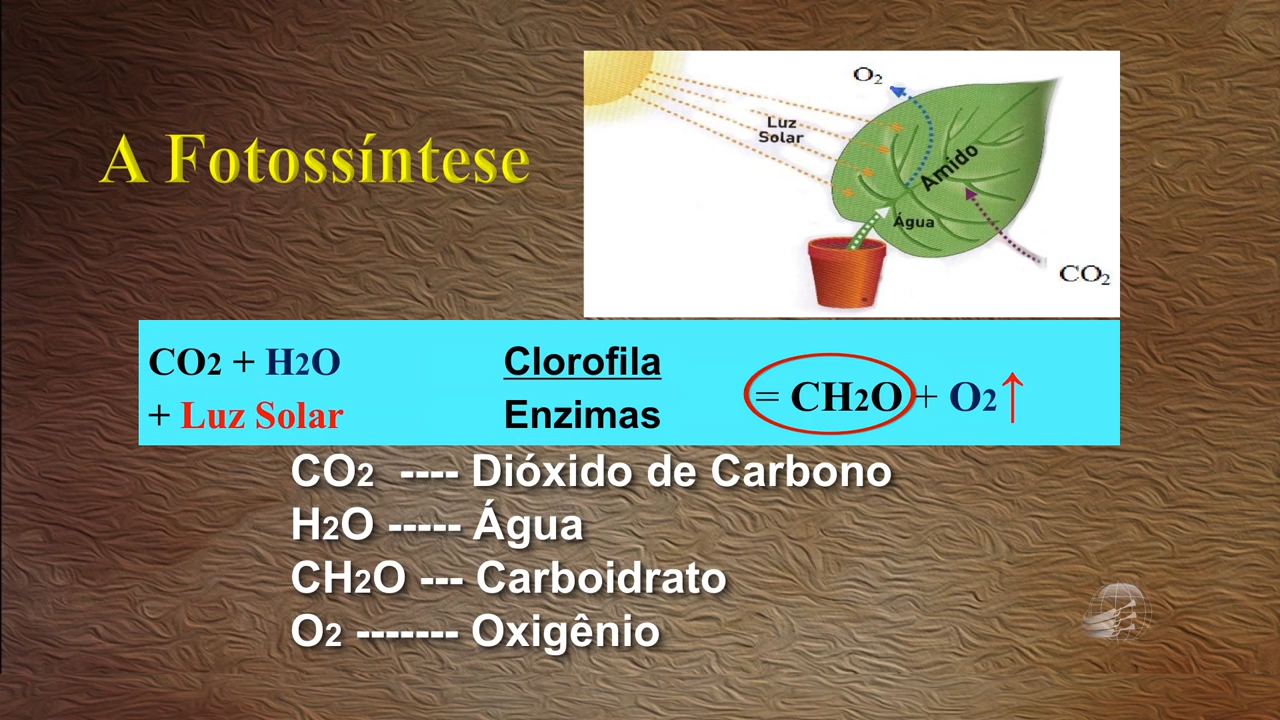 A Fotossíntese
O2
Luz
Solar
Amido
Água
CO2
CO2 + H2O
+ Luz Solar
Clorofila
Enzimas
= CH2O + O2↑
CO2 ---- Dióxido de Carbono
H2O ----- Água
CH2O --- Carboidrato
O2 ------- Oxigênio